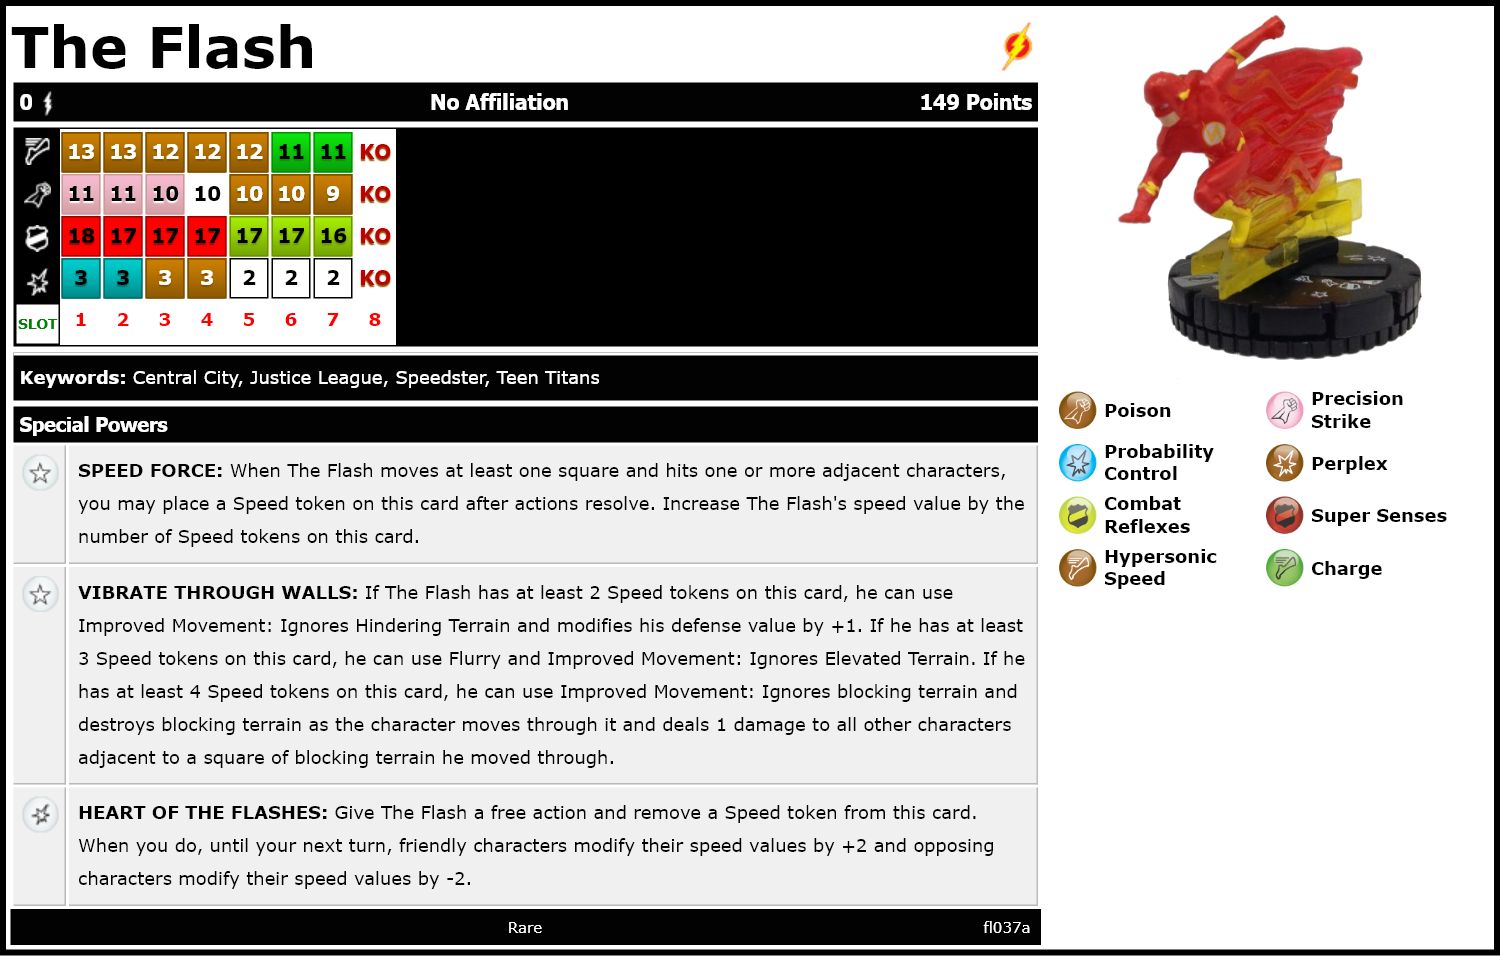 The Flash
0 No Affiliation 149 Points
13 13 12 12 12 11 11 KO
11 11 10 10 10 10 9 KO
18 17 17 17 17 17 16 KO
3 3 3 3 2 2 2 KO
SLOT 1 2 3 4 5 6 7 8
Keywords: Central City, Justice League, Speedster, Teen Titans
Special Powers
SPEED FORCE: When The Flash moves at least one square and hits one or more adjacent characters,
you may place a Speed token on this card after actions resolve. Increase The Flash's speed value by the
number of Speed tokens on this card.
VIBRATE THROUGH WALLS: If The Flash has at least 2 Speed tokens on this card, he can use
Improved Movement: Ignores Hindering Terrain and modifies his defense value by +1. If he has at least
3 Speed tokens on this card, he can use Flurry and Improved Movement: Ignores Elevated Terrain. If he
has at least 4 Speed tokens on this card, he can use Improved Movement: Ignores blocking terrain and
destroys blocking terrain as the character moves through it and deals 1 damage to all other characters
adjacent to a square of blocking terrain he moved through.
HEART OF THE FLASHES: Give The Flash a free action and remove a Speed token from this card.
When you do, until your next turn, friendly characters modify their speed values by +2 and opposing
characters modify their speed values by -2.
Rare fl037a
Poison
Precision
Strike
Probability
Control
Perplex
Combat
Reflexes
Super Senses
Hypersonic
Speed
Charge